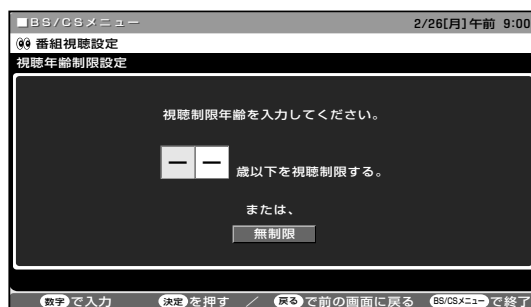 ■BS/CSメニュー 2/26[月]午前 9:00
番組視聴設定
視聴年齢制限設定
視聴制限年齢を入力してください。
ーー 歳以下を視聴制限する。
または、
無制限
数字で入力 決定を押す / 戻るで前の画面に戻る BS/CSメニューで終了